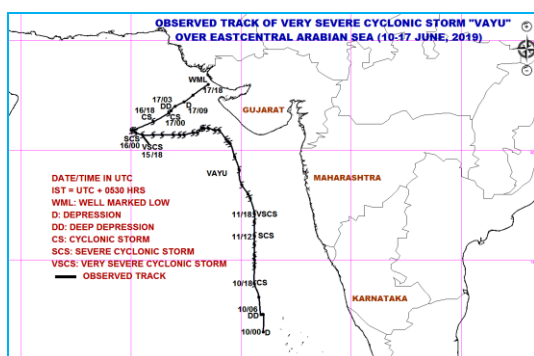 OBSERVED TRACK OF VERY SEVERE CYCLONIC STORM "VAYU"
OVER EASTCENTRAL ARABIAN SEA (10-17 JUNE, 2019)
N
WML
17/18
17/03
DD
D
16/18
17/09
CS
CS
17/00
GUJARAT
SCS
16/00
VSCS
15/18
VAYU
MAHARASHTRA
DATE/TIME IN UTC
IST = UTC + 0530 HRS
WML: WELL MARKED LOW
D: DEPRESSION
DD: DEEP DEPRESSION
CS: CYCLONIC STORM
SCS: SEVERE CYCLONIC STORM
VSCS: VERY SEVERE CYCLONIC STORM
OBSERVED TRACK
11/18 VSCS
11/12 SCS
10/18 CS
KARNATAKA
10/06
DD
10/00 D